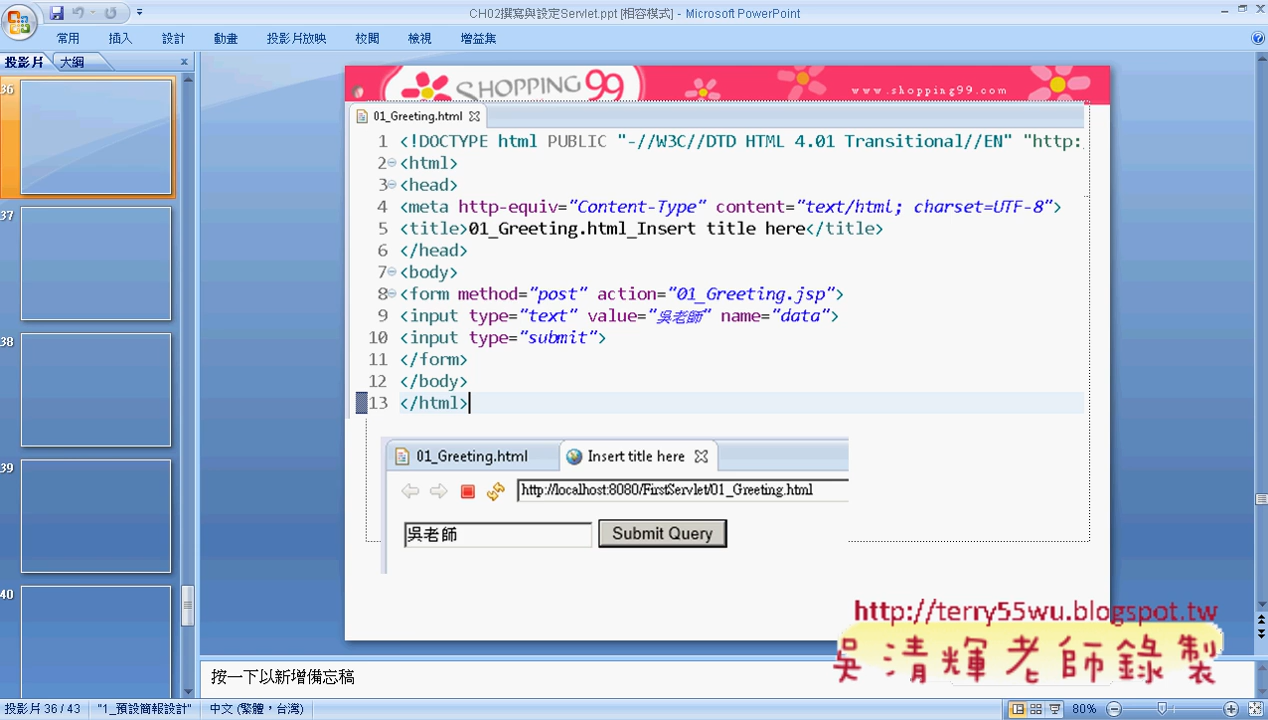 CH02撰寫與設定Servlet.ppt [相容模式] - Microsoft PowerPoint
常用 插入 設計 動畫 投影片放映 校閱 檢視 增益集
投影片 大綱
36
37
38
39
40
SHOPPING 99
www.shopping99.com
01_Greeting.html
1 <!DOCTYPE html PUBLIC "-//W3C//DTD HTML 4.01 Transitional//EN" "http:
2 <html>
3 <head>
4 <meta http-equiv="Content-Type" content="text/html; charset=UTF-8">
5 <title>01_Greeting.html_Insert title here</title>
6 </head>
7 <body>
8 <form method="post" action="01_Greeting.jsp">
9 <input type="text" value="吳老師" name="data">
10 <input type="submit">
11 </form>
12 </body>
13 </html>
01_Greeting.html Insert title here
http://localhost:8080/FirstServlet/01_Greeting.html
吳老師 Submit Query
http://terry55wu.blogspot.tw
吳清輝老師錄製
按一下以新增備忘稿
投影片 36 / 43 "1_預設簡報設計" 中文 (繁體，台灣) 80%